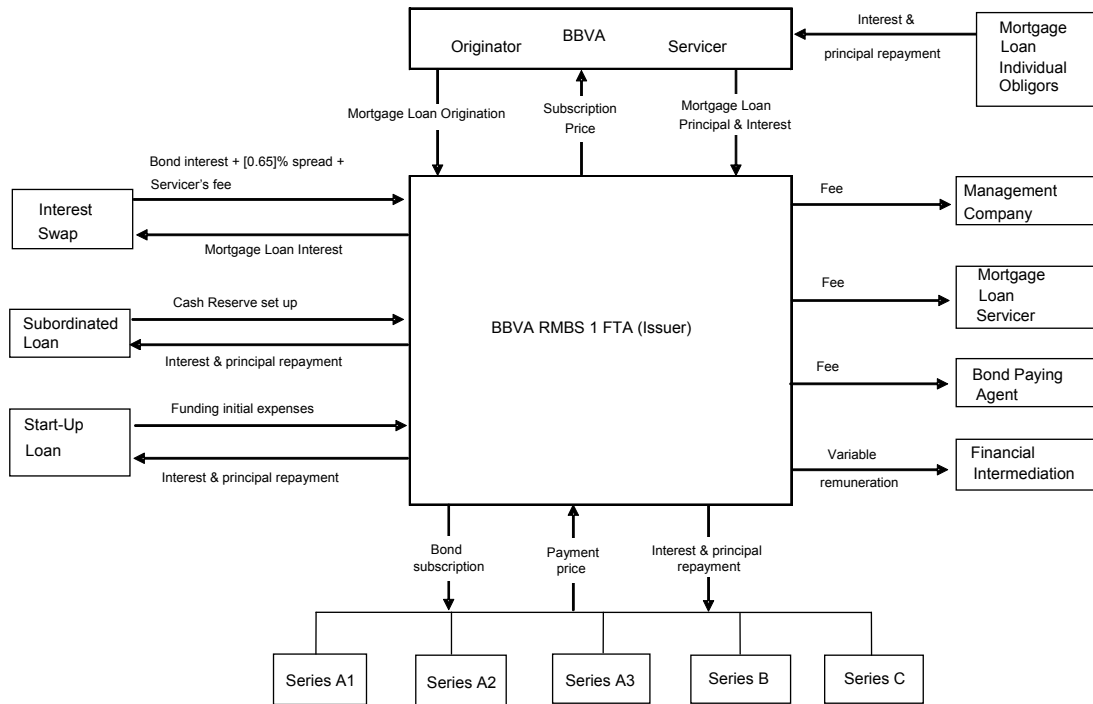 BBVA
Originator
Servicer
Interest &
principal repayment
Mortgage
Loan
Individual
Obligors
Mortgage Loan Origination
Subscription
Price
Mortgage Loan
Principal & Interest
Bond interest + [0.65]% spread +
Servicer's fee
Interest
Swap
Mortgage Loan Interest
Cash Reserve set up
Subordinated
Loan
Interest & principal repayment
Funding initial expenses
Start-Up
Loan
Interest & principal repayment
BBVA RMBS 1 FTA (Issuer)
Fee
Management
Company
Fee
Mortgage
Loan
Servicer
Fee
Bond Paying
Agent
Variable
remuneration
Financial
Intermediation
Bond
subscription
Payment
price
Interest & principal
repayment
Series A1
Series A2
Series A3
Series B
Series C